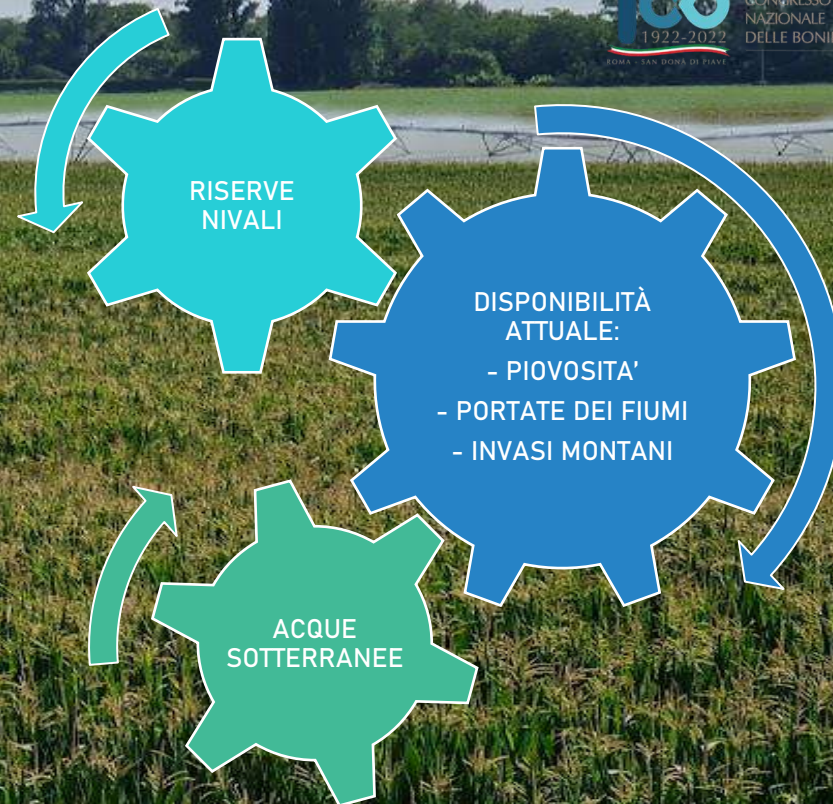 CONGRESSO
NAZIONALE
DELLE BONIFICHE
1922-2022
ROMA - SAN DONÀ DI PIAVE
RISERVE
NIVALI
DISPONIBILITÀ
ATTUALE:
- PIOVOSITA'
- PORTATE DEI FIUMI
- INVASI MONTANI
ACQUE
SOTTERRANEE